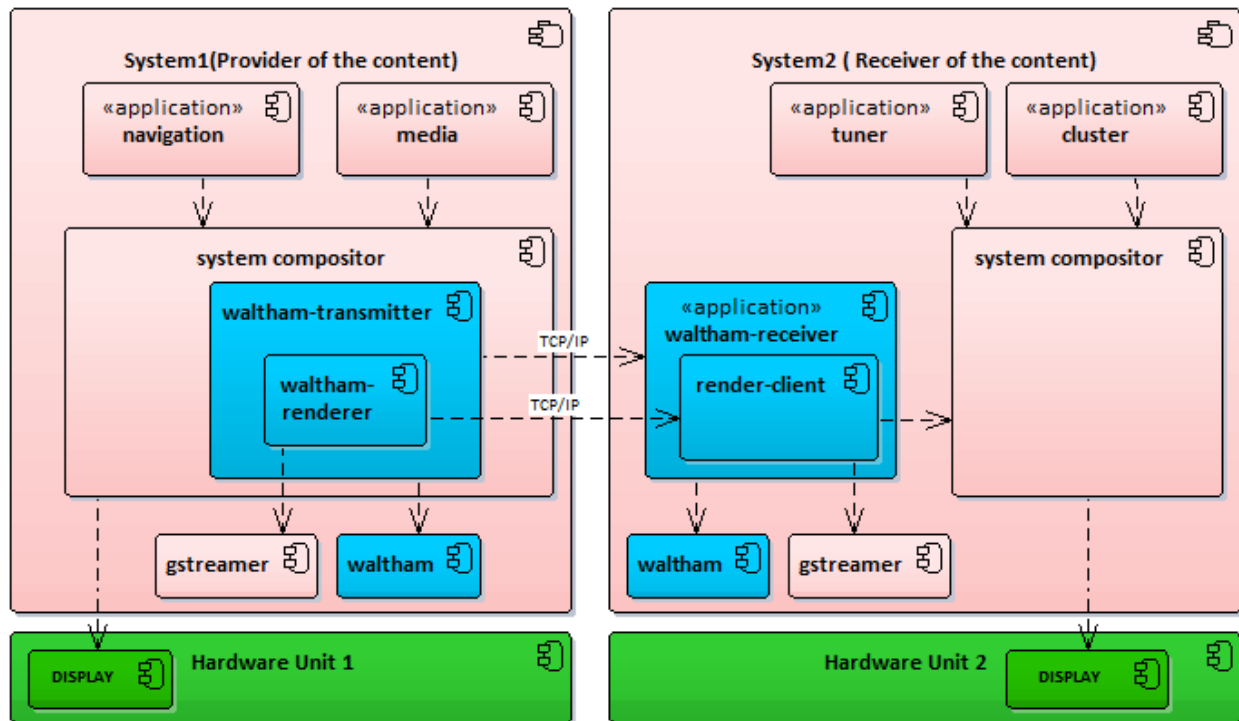 System1(Provider of the content)
«application»
navigation
«application»
media
system compositor
waltham-transmitter
waltham-
renderer
gstreamer
waltham
Hardware Unit 1
DISPLAY
TCP/IP
TCP/IP
System2 ( Receiver of the content)
«application»
tuner
«application»
cluster
system compositor
«application»
waltham-receiver
render-client
waltham
gstreamer
Hardware Unit 2
DISPLAY